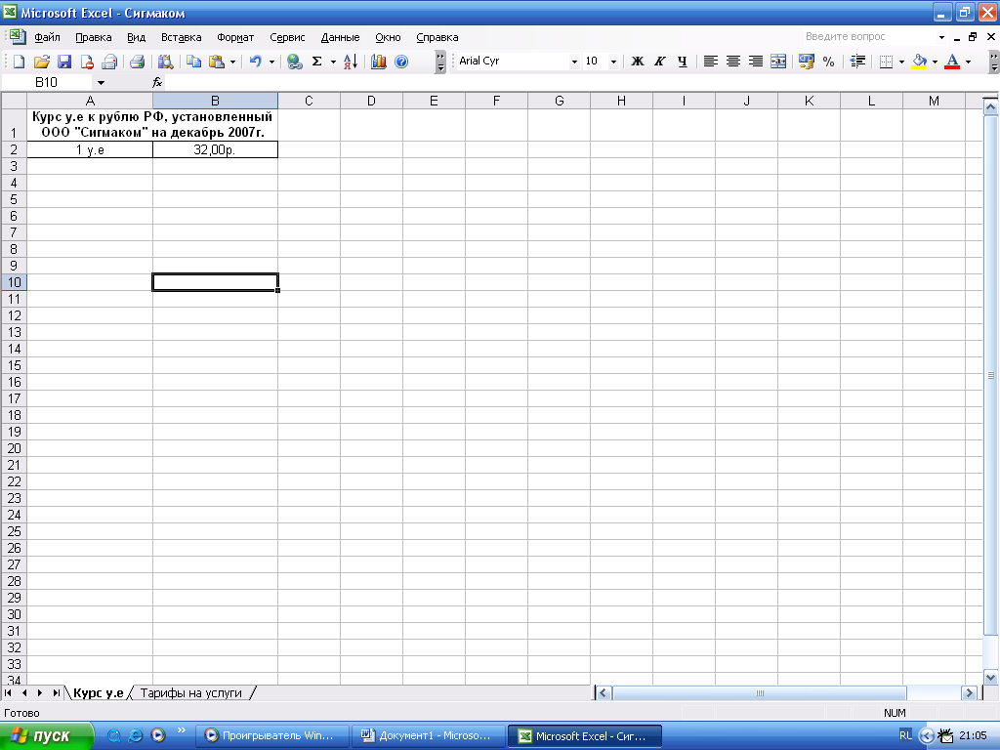 Microsoft Excel - Сигмаком
Файл Правка Вид Вставка Формат Сервис Данные Окно Справка Введите вопрос
Arial Cyr 10 Ж К Ч %
B10 fx
A B C D E F G H I J K L M
1 Курс у.е к рублю РФ, установленный
ООО "Сигмаком" на декабрь 2007г.
2 1 у.е 32,00р.
3
4
5
6
7
8
9
10
11
12
13
14
15
16
17
18
19
20
21
22
23
24
25
26
27
28
29
30
31
32
33
34
Курс у.е Тарифы на услуги
Готово NUM
пуск Проигрыватель Win... Документ1 - Microso... Microsoft Excel - Сиг... RL 21:05